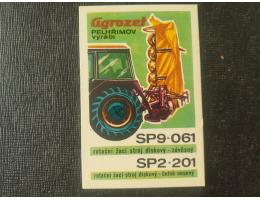 agrozet
PELHŘIMOV
vyrábí
SP9-061
rotační žací stroj diskový - závěsný
SP2-201
rotační žací stroj diskový - čelně nesený